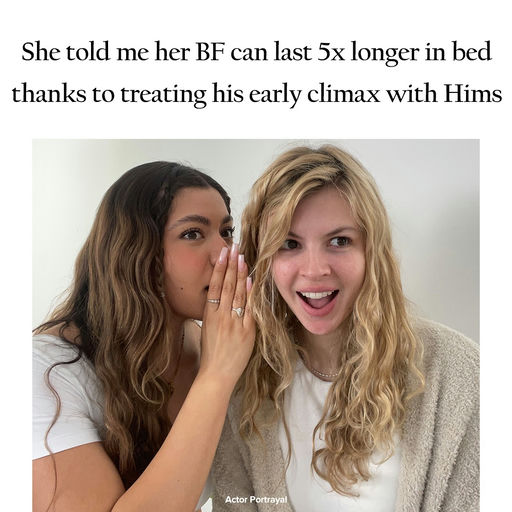 She told me her BF can last 5x longer in bed
thanks to treating his early climax with Hims
Actor Portrayal